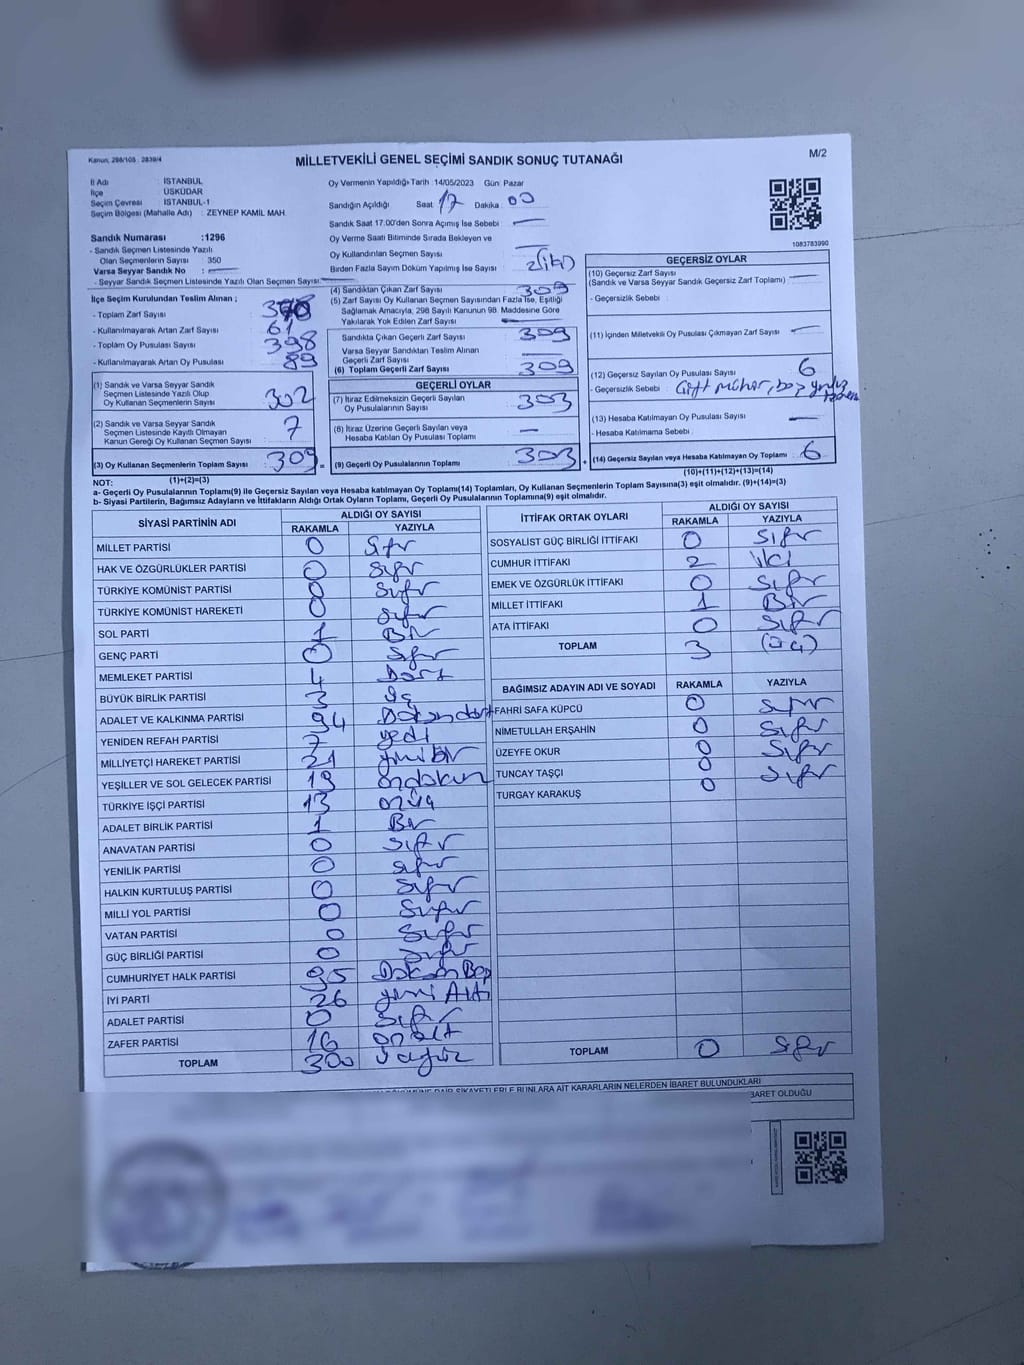 Kanun, 298/105 2839/4
MİLLETVEKİLİ GENEL SEÇİMİ SANDIK SONUÇ TUTANAĞI
M/2
İl Adı : İSTANBUL
İlçe : ÜSKÜDAR
Seçim Çevresi : İSTANBUL-1
Seçim Bölgesi (Mahalle Adı) : ZEYNEP KAMİL MAH.
Oy Vermenin Yapıldığı Tarih :14/05/2023 Gün: Pazar
Sandığın Açıldığı Saat 17 Dakika : 00
Sandık Saat 17.00'den Sonra Açılmış İse Sebebi
Oy Verme Saati Bitiminde Sırada Bekleyen ve
Oy Kullandırılan Seçmen Sayısı
Birden Fazla Sayım Döküm Yapılmış İse Sayısı 2(iki)
1083783990
Sandık Numarası :1296
- Sandık Seçmen Listesinde Yazılı
Olan Seçmenlerin Sayısı : 350
Varsa Seyyar Sandık No :
- Seyyar Sandık Seçmen Listesinde Yazılı Olan Seçmen Sayısı:
İlçe Seçim Kurulundan Teslim Alınan ;
- Toplam Zarf Sayısı
- Kullanılmayarak Artan Zarf Sayısı 61
- Toplam Oy Pusulası Sayısı 398
- Kullanılmayarak Artan Oy Pusulası 89
(1) Sandık ve Varsa Seyyar Sandık
Seçmen Listesinde Yazılı Olup
Oy Kullanan Seçmenlerin Sayısı 302
(2) Sandık ve Varsa Seyyar Sandık
Seçmen Listesinde Kayıtlı Olmayan
Kanun Gereği Oy Kullanan Seçmen Sayısı 7
(3) Oy Kullanan Seçmenlerin Toplam Sayısı 309
(1)+(2)=(3)
(4) Sandıktan Çıkan Zarf Sayısı 309
(5) Zarf Sayısı Oy Kullanan Seçmen Sayısından Fazla İse, Eşitliği
Sağlamak Amacıyla, 298 Sayılı Kanunun 98. Maddesine Göre
Yakılarak Yok Edilen Zarf Sayısı
Sandıkta Çıkan Geçerli Zarf Sayısı 309
Varsa Seyyar Sandıktan Teslim Alınan
Geçerli Zarf Sayısı
(6) Toplam Geçerli Zarf Sayısı 309
GEÇERLİ OYLAR
(7) İtiraz Edilmeksizin Geçerli Sayılan
Oy Pusulalarının Sayısı 303
(8) İtiraz Üzerine Geçerli Sayılan veya
Hesaba Katılan Oy Pusulası Toplamı
(9) Geçerli Oy Pusulalarının Toplamı 303
GEÇERSİZ OYLAR
(10) Geçersiz Zarf Sayısı
(Sandık ve Varsa Seyyar Sandık Geçersiz Zarf Toplamı)
- Geçersizlik Sebebi :
(11) İçinden Milletvekili Oy Pusulası Çıkmayan Zarf Sayısı
(12) Geçersiz Sayılan Oy Pusulası Sayısı 6
- Geçersizlik Sebebi : Çift mühür, boş
(13) Hesaba Katılmayan Oy Pusulası Sayısı
- Hesaba Katılmama Sebebi :
(14) Geçersiz Sayılan veya Hesaba Katılmayan Oy Toplamı 6
(10)+(11)+(12)+(13)=(14)
NOT:
a- Geçerli Oy Pusulalarının Toplamı(9) ile Geçersiz Sayılan veya Hesaba Katılmayan Oy Toplamı(14) Toplamları, Oy Kullanan Seçmenlerin Toplam Sayısına(3) eşit olmalıdır. (9)+(14)=(3)
b- Siyasi Partilerin, Bağımsız Adayların ve İttifakların Aldığı Ortak Oyların Toplamı, Geçerli Oy Pusulalarının Toplamına(9) eşit olmalıdır.
SİYASİ PARTİNİN ADI ALDIĞI OY SAYISI
RAKAMLA YAZIYLA
MİLLET PARTİSİ 0 Sıfır
HAK VE ÖZGÜRLÜKLER PARTİSİ 0 Sıfır
TÜRKİYE KOMÜNİST PARTİSİ 0 Sıfır
TÜRKİYE KOMÜNİST HAREKETİ 0 Sıfır
SOL PARTİ 1 Bir
GENÇ PARTİ 0 Sıfır
MEMLEKET PARTİSİ 4 Dört
BÜYÜK BİRLİK PARTİSİ 3 üç
ADALET VE KALKINMA PARTİSİ 94 Doksandört
YENİDEN REFAH PARTİSİ 7 yedi
MİLLİYETÇİ HAREKET PARTİSİ 21 yirmi Bir
YEŞİLLER VE SOL GELECEK PARTİSİ 19 ondokuz
TÜRKİYE İŞÇİ PARTİSİ 13 onüç
ADALET BİRLİK PARTİSİ 1 Bir
ANAVATAN PARTİSİ 0 Sıfır
YENİLİK PARTİSİ 0 Sıfır
HALKIN KURTULUŞ PARTİSİ 0 Sıfır
MİLLİ YOL PARTİSİ 0 Sıfır
VATAN PARTİSİ 0 Sıfır
GÜÇ BİRLİĞİ PARTİSİ 0 Sıfır
CUMHURİYET HALK PARTİSİ 95 Doksan Beş
İYİ PARTİ 26 yirmi Altı
ADALET PARTİSİ 0 Sıfır
ZAFER PARTİSİ 16 onaltı
TOPLAM 300 üçyüz
İTTİFAK ORTAK OYLARI ALDIĞI OY SAYISI
RAKAMLA YAZIYLA
SOSYALİST GÜÇ BİRLİĞİ İTTİFAKI 0 Sıfır
CUMHUR İTTİFAKI 2 iki
EMEK VE ÖZGÜRLÜK İTTİFAKI 0 Sıfır
MİLLET İTTİFAKI 1 Bir
ATA İTTİFAKI 0 Sıfır
TOPLAM 3 (üç)
BAĞIMSIZ ADAYIN ADI VE SOYADI RAKAMLA YAZIYLA
FAHRİ SAFA KÜPCÜ 0 Sıfır
NİMETULLAH ERŞAHİN 0 Sıfır
ÜZEYFE OKUR 0 Sıfır
TUNCAY TAŞÇI 0 Sıfır
TURGAY KARAKUŞ 0
TOPLAM 0 Sıfır
DAİR ŞİKAYETLERLE BUNLARA AİT KARARLARIN NELERDEN İBARET BULUNDUKLARI
İBARET OLDUĞU